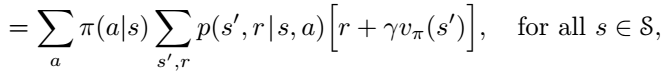 = ∑_a π(a|s) ∑_{s′,r} p(s′, r|s, a) [r + γv_π(s′)], for all s ∈ 𝒮,